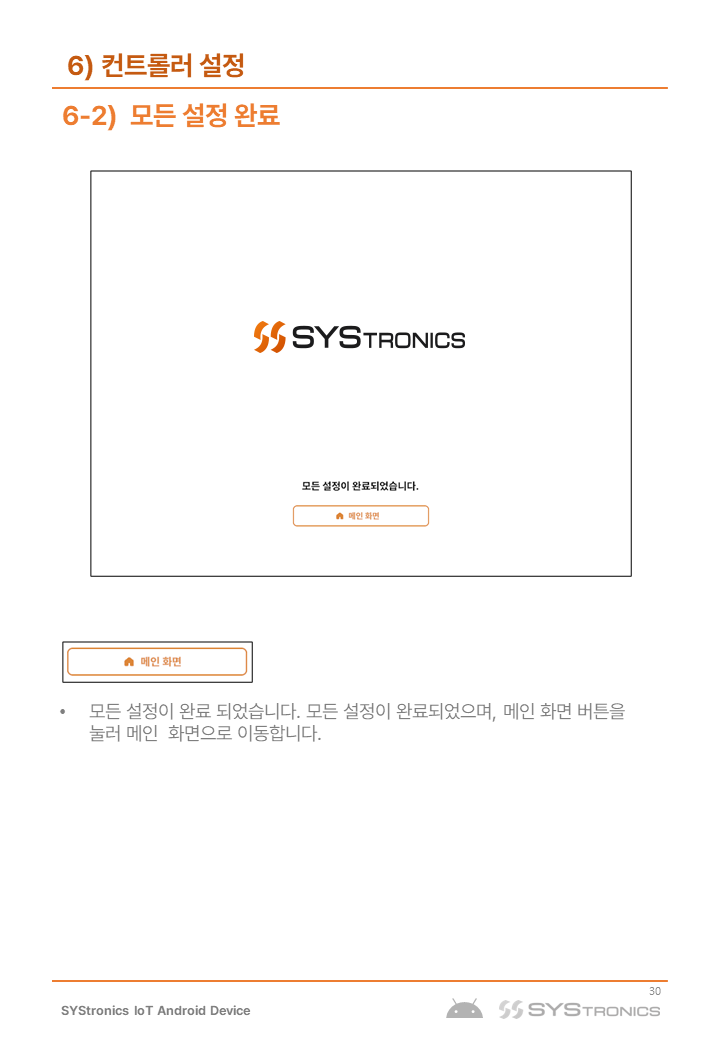 6) 컨트롤러 설정
6-2) 모든 설정 완료
SYSTRONICS
모든 설정이 완료되었습니다.
메인 화면
메인 화면
• 모든 설정이 완료 되었습니다. 모든 설정이 완료되었으며, 메인 화면 버튼을
눌러 메인 화면으로 이동합니다.
30
SYStronics IoT Android Device
SYSTRONICS